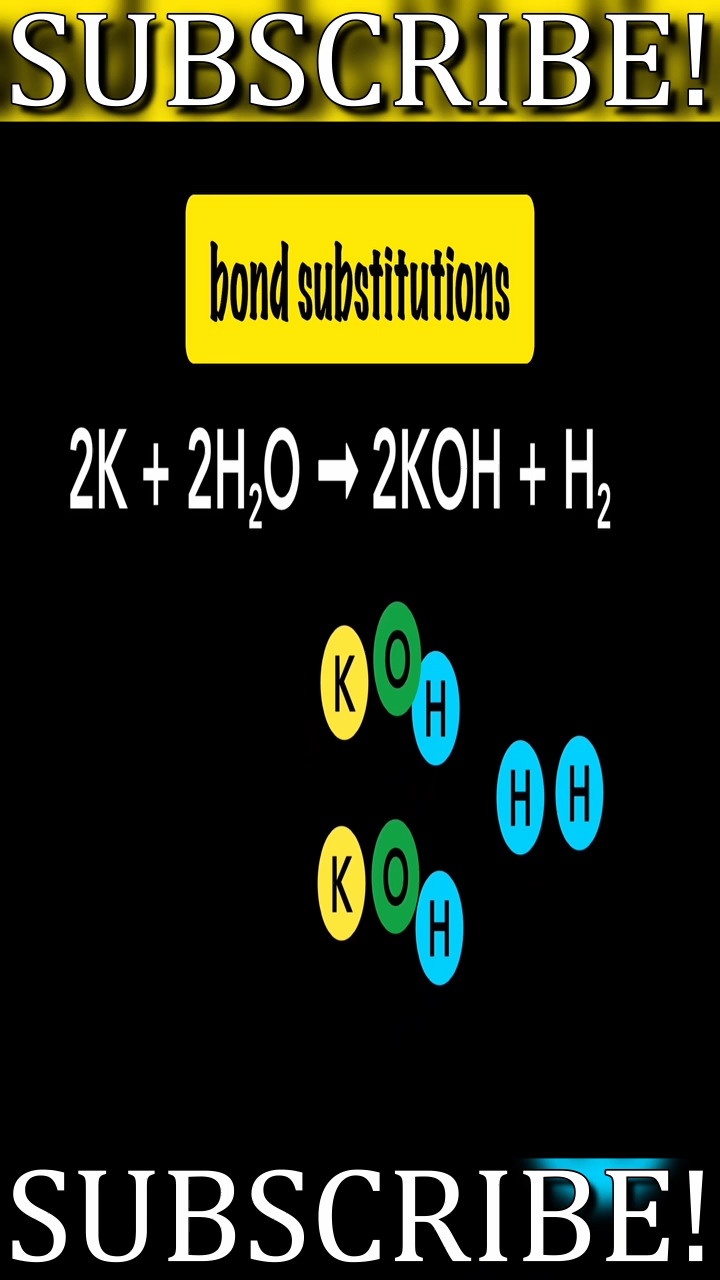 SUBSCRIBE!
bond substitutions
2K + 2H₂O ➡ 2KOH + H₂
K O H
H H
K O H
SUBSCRIBE!